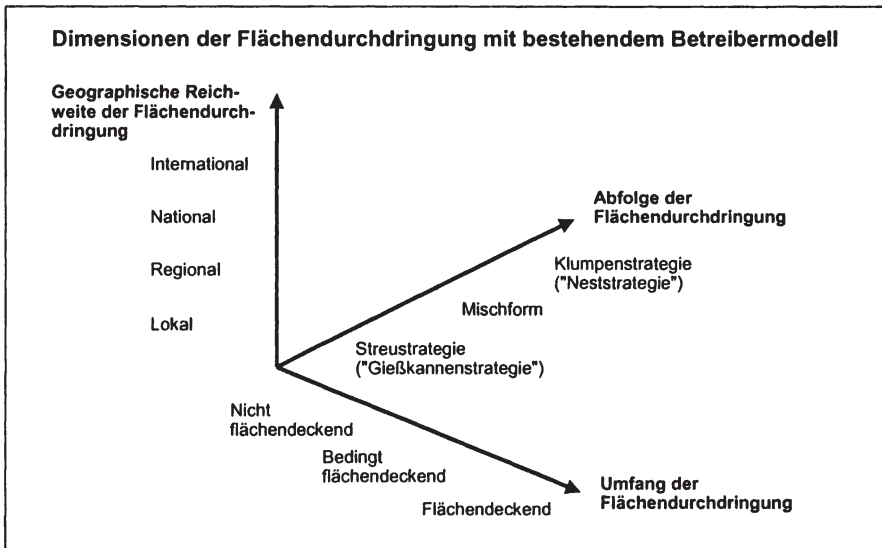 Dimensionen der Flächendurchdringung mit bestehendem Betreibermodell
Geographische Reich-
weite der Flächendurch-
dringung
International
National
Regional
Lokal
Abfolge der
Flächendurchdringung
Klumpenstrategie
("Neststrategie")
Mischform
Streustrategie
("Gießkannenstrategie")
Nicht
flächendeckend
Bedingt
flächendeckend
Flächendeckend
Umfang der
Flächendurchdringung